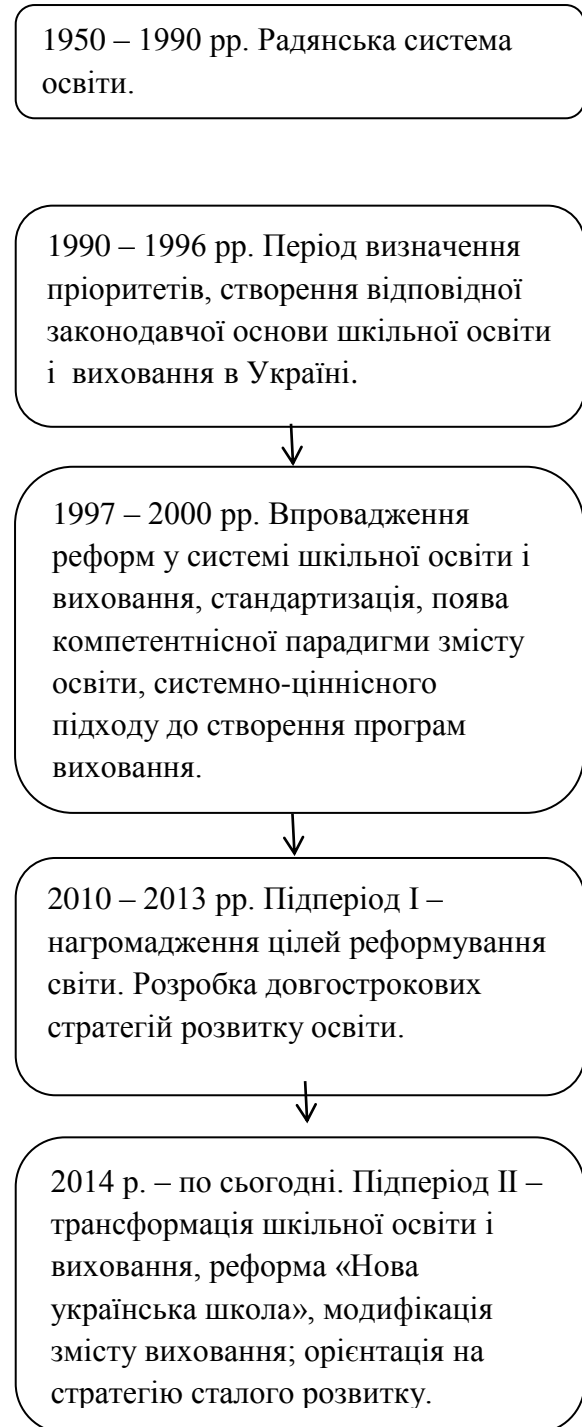 1950 – 1990 рр. Радянська система
освіти.
1990 – 1996 рр. Період визначення
пріоритетів, створення відповідної
законодавчої основи шкільної освіти
і виховання в Україні.
1997 – 2000 рр. Впровадження
реформ у системі шкільної освіти і
виховання, стандартизація, поява
компетентнісної парадигми змісту
освіти, системно-ціннісного
підходу до створення програм
виховання.
2010 – 2013 рр. Підперіод І –
нагромадження цілей реформування
світи. Розробка довгострокових
стратегій розвитку освіти.
2014 р. – по сьогодні. Підперіод ІІ –
трансформація шкільної освіти і
виховання, реформа «Нова
українська школа», модифікація
змісту виховання; орієнтація на
стратегію сталого розвитку.